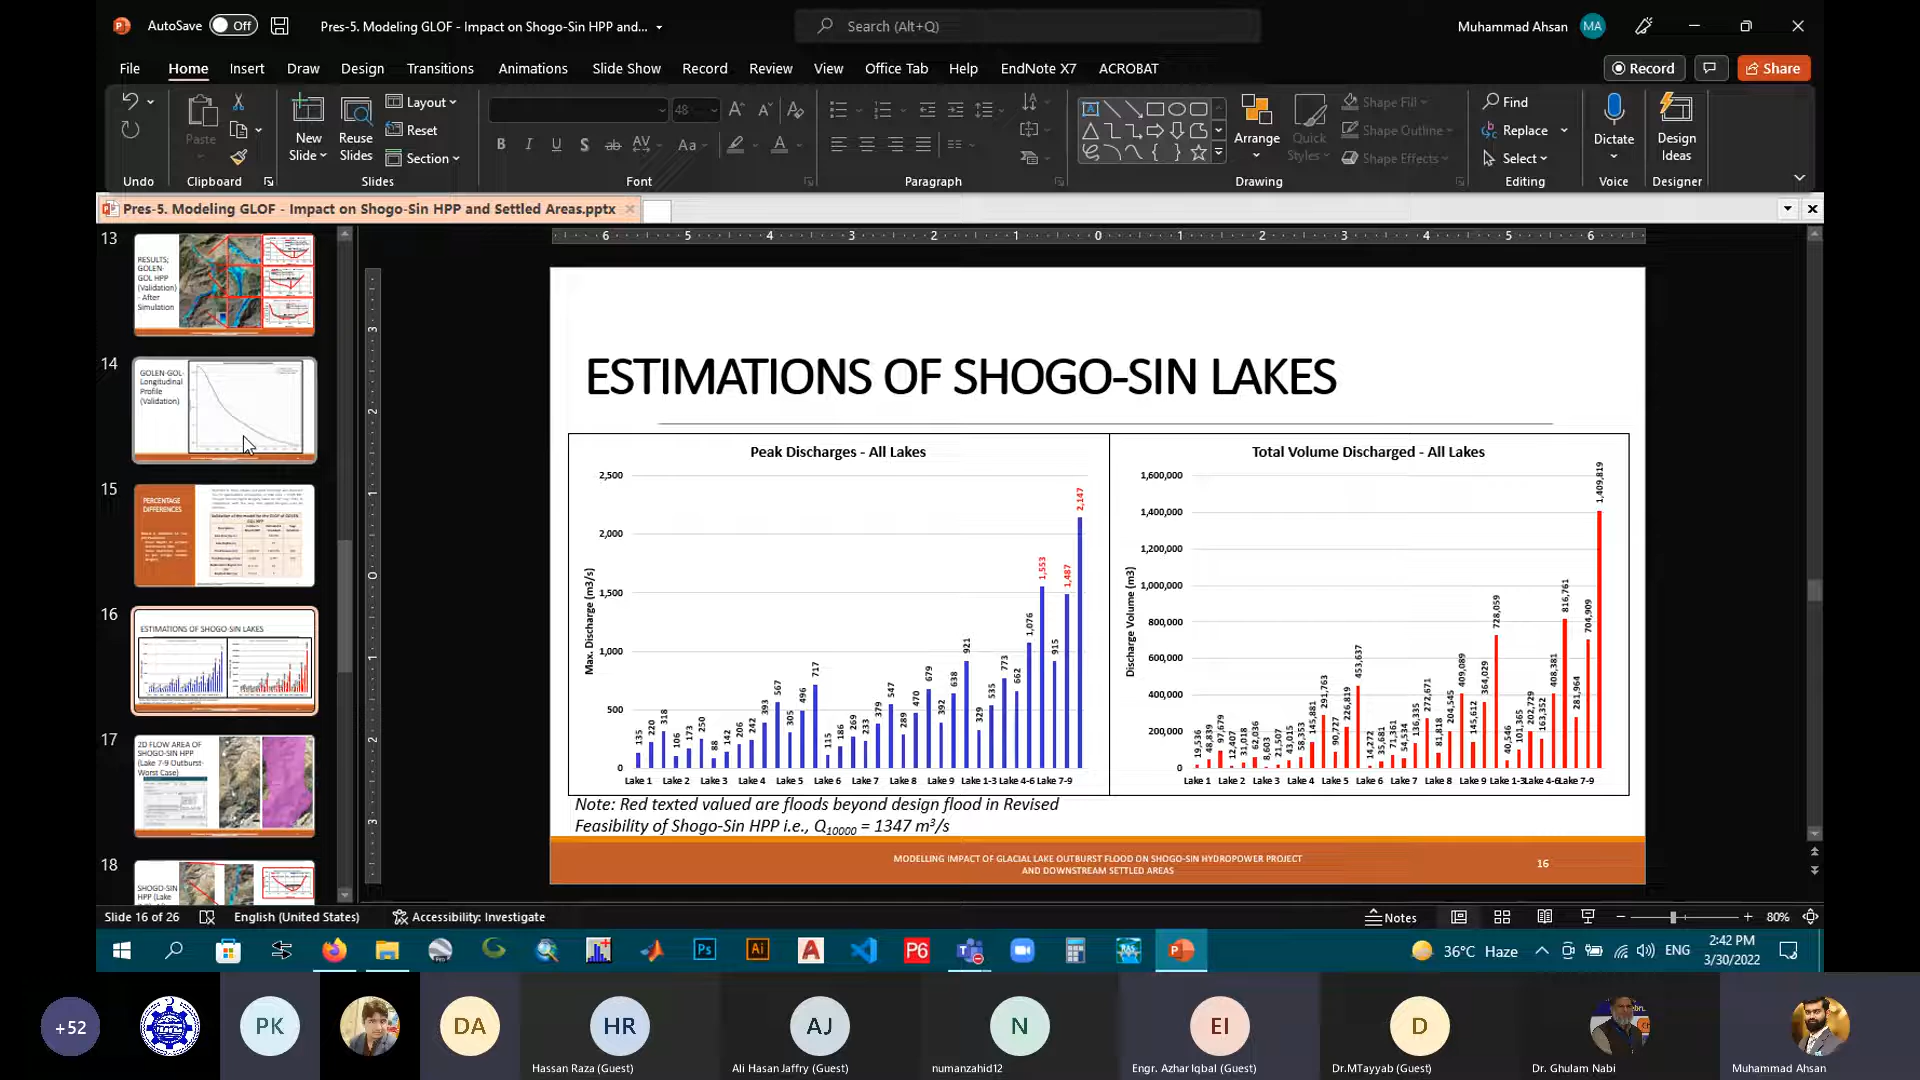 AutoSave Off
Pres-5. Modeling GLOF - Impact on Shogo-Sin HPP and...
Search (Alt+Q)
Muhammad Ahsan MA
File Home Insert Draw Design Transitions Animations Slide Show Record Review View Office Tab Help EndNote X7 ACROBAT
Record
Share
Paste
New Slide
Reuse Slides
Layout
Reset
Section
48
Shape Fill
Shape Outline
Shape Effects
Arrange
Quick Styles
Find
Replace
Select
Dictate
Design Ideas
Undo Clipboard Slides Font Paragraph Drawing Editing Voice Designer
Pres-5. Modeling GLOF - Impact on Shogo-Sin HPP and Settled Areas.pptx
6 5 4 3 2 1 0 1 2 3 4 5 6
3 2 1 0 1 2 3
13
RESULTS;
GOLEN-
GOL HPP
(Validation)
- After
Simulation
14
GOLEN-GOL-
Longitudinal
Profile
(Validation)
15
PERCENTAGE
DIFFERENCES
16
ESTIMATIONS OF SHOGO-SIN LAKES
17
2D FLOW AREA OF
SHOGO-SIN HPP
(Lake 7-9 Outburst-
Worst Case)
18
SHOGO-SIN
HPP (Lake
ESTIMATIONS OF SHOGO-SIN LAKES
Peak Discharges - All Lakes
Max. Discharge (m3/s)
2,500
2,000
1,500
1,000
500
0
135 220 318 106 173 250 88 142 206 242 393 567 305 496 717 115 186 269 233 379 547 289 470 679 392 638 921 329 535 773 662 1,076 1,553 915 1,487 2,147
Lake 1 Lake 2 Lake 3 Lake 4 Lake 5 Lake 6 Lake 7 Lake 8 Lake 9 Lake 1-3 Lake 4-6 Lake 7-9
Total Volume Discharged - All Lakes
Discharge Volume (m3)
1,600,000
1,400,000
1,200,000
1,000,000
800,000
600,000
400,000
200,000
0
19,536 48,839 97,679 12,407 31,018 62,036 8,603 21,507 43,015 58,353 145,881 291,763 90,727 226,819 453,637 14,272 35,681 71,361 54,534 136,335 272,671 81,818 204,545 409,089 145,612 364,029 728,059 40,546 101,365 202,729 163,352 408,381 816,761 281,964 704,909 1,409,819
Lake 1 Lake 2 Lake 3 Lake 4 Lake 5 Lake 6 Lake 7 Lake 8 Lake 9 Lake 1-3 Lake 4-6 Lake 7-9
Note: Red texted valued are floods beyond design flood in Revised
Feasibility of Shogo-Sin HPP i.e., Q10000 = 1347 m3/s
MODELLING IMPACT OF GLACIAL LAKE OUTBURST FLOOD ON SHOGO-SIN HYDROPOWER PROJECT
AND DOWNSTREAM SETTLED AREAS
16
Slide 16 of 26 English (United States) Accessibility: Investigate
Notes
80%
36°C Haze
ENG
2:42 PM
3/30/2022
+52
PK
DA
HR
AJ
N
EI
D
Hassan Raza (Guest)
Ali Hasan Jaffry (Guest)
numanzahid12
Engr. Azhar Iqbal (Guest)
Dr.MTayyab (Guest)
Dr. Ghulam Nabi
Muhammad Ahsan